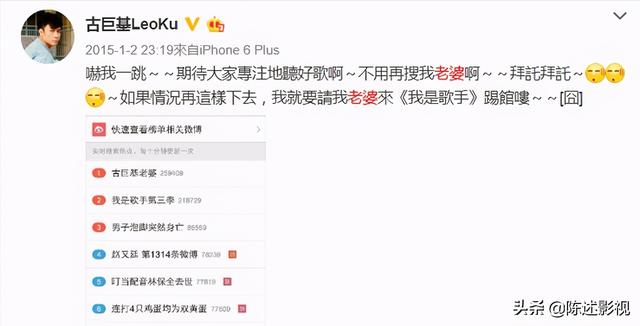 古巨基LeoKu
2015-1-2 23:19來自iPhone 6 Plus
嚇我一跳～～期待大家專注地聽好歌啊～不用再搜我老婆啊～～拜託拜託～
～如果情況再這樣下去，我就要請我老婆來《我是歌手》踢館嘍～～[囧]
快速查看榜单相关微博
实时搜索热点，每十分钟更新一次
1 古巨基老婆 259408
2 我是歌手第三季 218729
3 男子泡脚突然身亡 86559
4 赵又廷 第1314条微博 78239
5 叮当配音林保全去世 77819
6 连打4只鸡蛋均为双黄蛋 77609
头条 @陈述影视